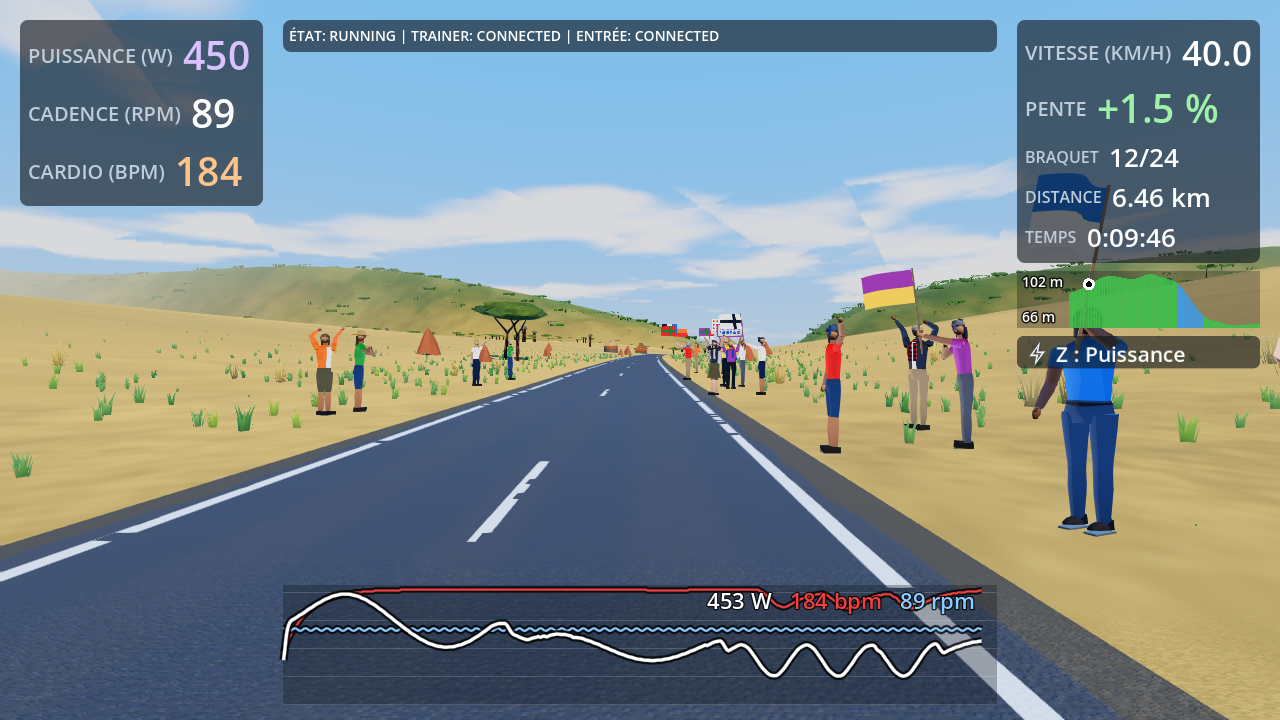 PUISSANCE (W) 450
CADENCE (RPM) 89
CARDIO (BPM) 184
ÉTAT: RUNNING | TRAINER: CONNECTED | ENTRÉE: CONNECTED
VITESSE (KM/H) 40.0
PENTE +1.5 %
BRAQUET 12/24
DISTANCE 6.46 km
TEMPS 0:09:46
102 m
66 m
Z : Puissance
453 W 184 bpm 89 rpm